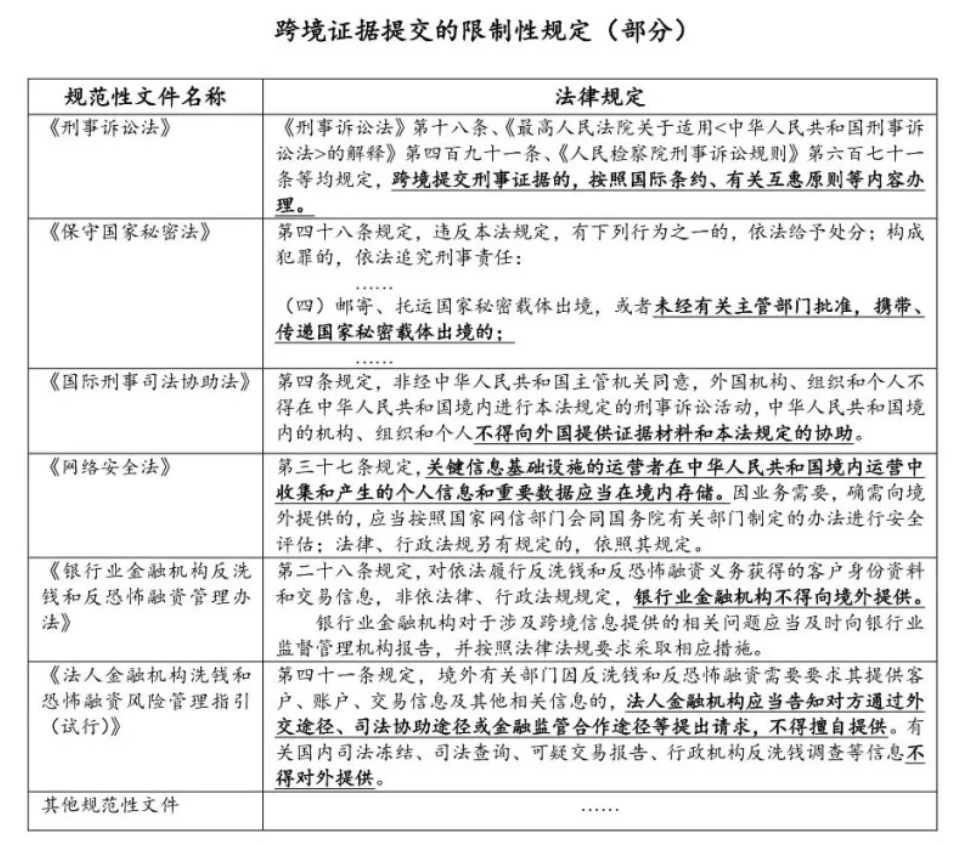 跨境证据提交的限制性规定（部分）
规范性文件名称
法律规定
《刑事诉讼法》
《刑事诉讼法》第十八条、《最高人民法院关于适用<中华人民共和国刑事诉
讼法>的解释》第四百九十一条、《人民检察院刑事诉讼规则》第六百七十一
条等均规定，跨境提交刑事证据的，按照国际条约、有关互惠原则等内容办
理。
《保守国家秘密法》
第四十八条规定，违反本法规定，有下列行为之一的，依法给予处分；构成
犯罪的，依法追究刑事责任：
……
（四）邮寄、托运国家秘密载体出境，或者未经有关主管部门批准，携带、
传递国家秘密载体出境的；
……
《国际刑事司法协助法》
第四条规定，非经中华人民共和国主管机关同意，外国机构、组织和个人不
得在中华人民共和国境内进行本法规定的刑事诉讼活动，中华人民共和国境
内的机构、组织和个人不得向外国提供证据材料和本法规定的协助。
《网络安全法》
第三十七条规定，关键信息基础设施的运营者在中华人民共和国境内运营中
收集和产生的个人信息和重要数据应当在境内存储。因业务需要，确需向境
外提供的，应当按照国家网信部门会同国务院有关部门制定的办法进行安全
评估；法律、行政法规另有规定的，依照其规定。
《银行业金融机构反洗
钱和反恐怖融资管理办
法》
第二十八条规定，对依法履行反洗钱和反恐怖融资义务获得的客户身份资料
和交易信息，非依法律、行政法规规定，银行业金融机构不得向境外提供。
银行业金融机构对于涉及跨境信息提供的相关问题应当及时向银行业
监督管理机构报告，并按照法律法规要求采取相应措施。
《法人金融机构洗钱和
恐怖融资风险管理指引
（试行）》
第四十一条规定，境外有关部门因反洗钱和反恐怖融资需要要求其提供客
户、账户、交易信息及其他相关信息的，法人金融机构应当告知对方通过外
交途径、司法协助途径或金融监管合作途径等提出请求，不得擅自提供。有
关国内司法冻结、司法查询、可疑交易报告、行政机构反洗钱调查等信息不
得对外提供。
其他规范性文件
……